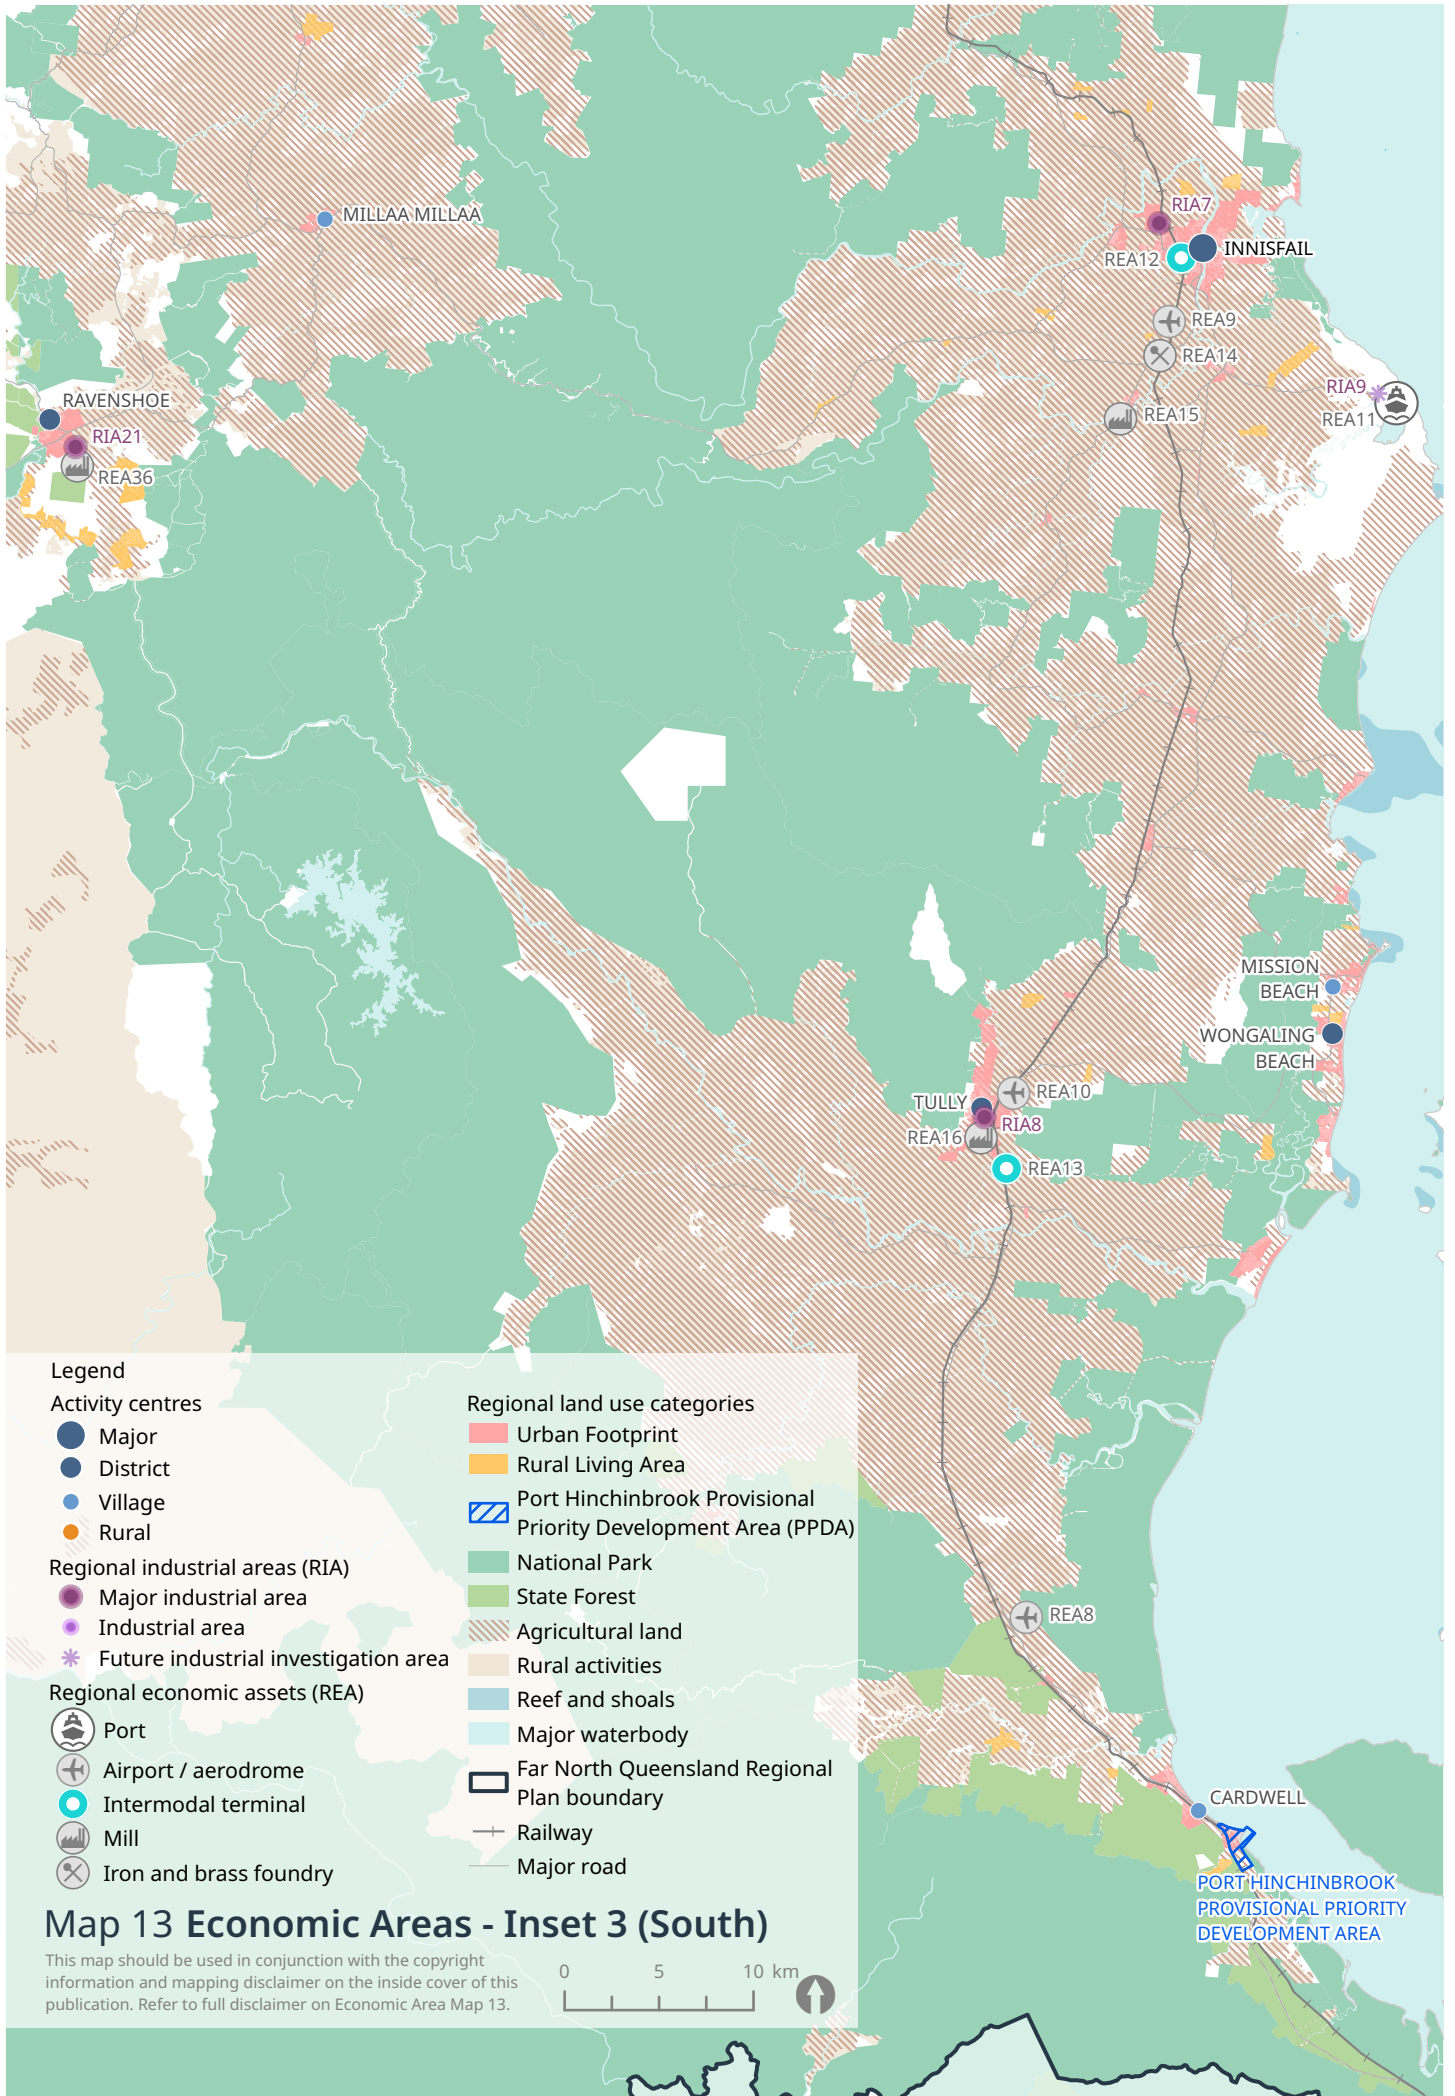 MILLAA MILLAA
RIA7
INNISFAIL
REA12
REA9
REA14
RIA9
REA11
REA15
RAVENSHOE
RIA21
REA36
MISSION
BEACH
WONGALING
BEACH
REA10
TULLY
RIA8
REA16
REA13
REA8
CARDWELL
PORT HINCHINBROOK
PROVISIONAL PRIORITY
DEVELOPMENT AREA
Legend
Activity centres
Major
District
Village
Rural
Regional industrial areas (RIA)
Major industrial area
Industrial area
Future industrial investigation area
Regional economic assets (REA)
Port
Airport / aerodrome
Intermodal terminal
Mill
Iron and brass foundry
Regional land use categories
Urban Footprint
Rural Living Area
Port Hinchinbrook Provisional
Priority Development Area (PPDA)
National Park
State Forest
Agricultural land
Rural activities
Reef and shoals
Major waterbody
Far North Queensland Regional
Plan boundary
Railway
Major road
Map 13 Economic Areas - Inset 3 (South)
This map should be used in conjunction with the copyright
information and mapping disclaimer on the inside cover of this
publication. Refer to full disclaimer on Economic Area Map 13.
0 5 10 km